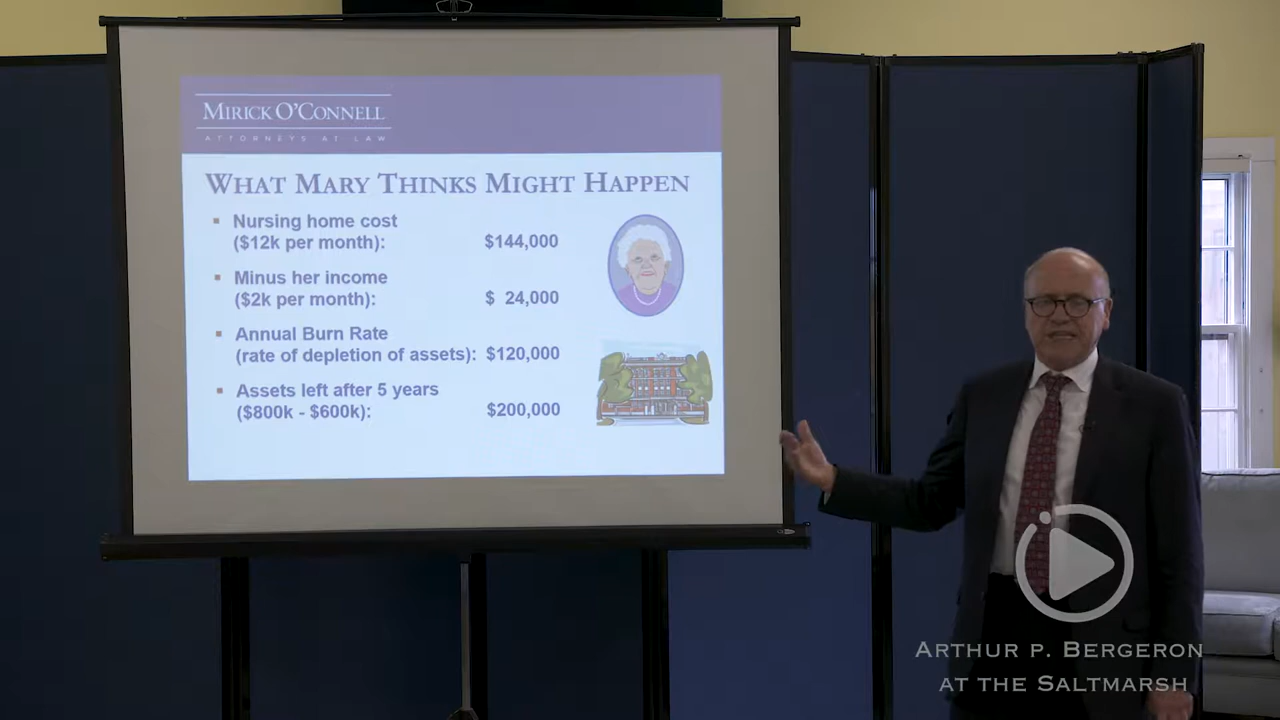 MIRICK O'CONNELL
ATTORNEYS AT LAW
WHAT MARY THINKS MIGHT HAPPEN
▪ Nursing home cost
($12k per month): $144,000
▪ Minus her income
($2k per month): $ 24,000
▪ Annual Burn Rate
(rate of depletion of assets): $120,000
▪ Assets left after 5 years
($800k - $600k): $200,000
ARTHUR P. BERGERON
AT THE SALTMARSH